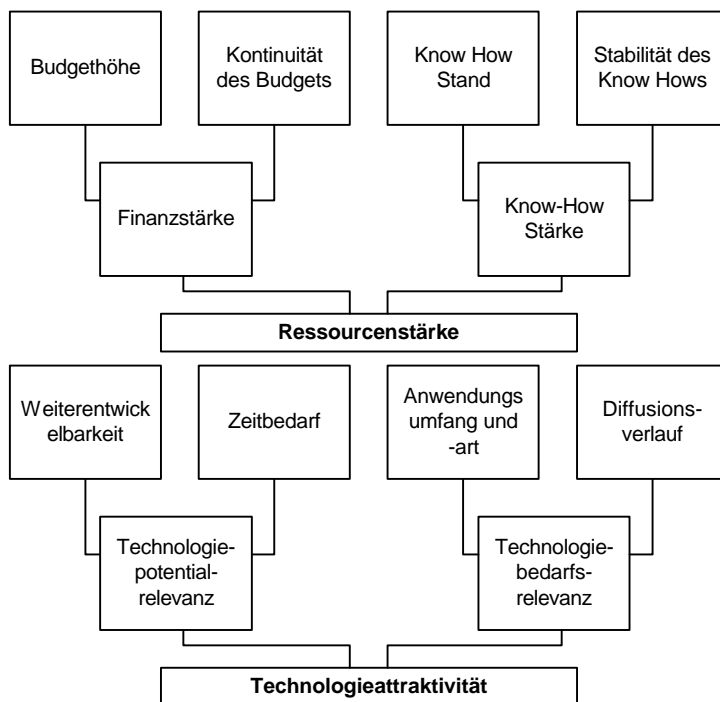 Budgethöhe
Kontinuität
des Budgets
Know How
Stand
Stabilität des
Know Hows
Finanzstärke
Know-How
Stärke
Ressourcenstärke
Weiterentwick
elbarkeit
Zeitbedarf
Anwendungs
umfang und
-art
Diffusions-
verlauf
Technologie-
potential-
relevanz
Technologie-
bedarfs-
relevanz
Technologieattraktivität